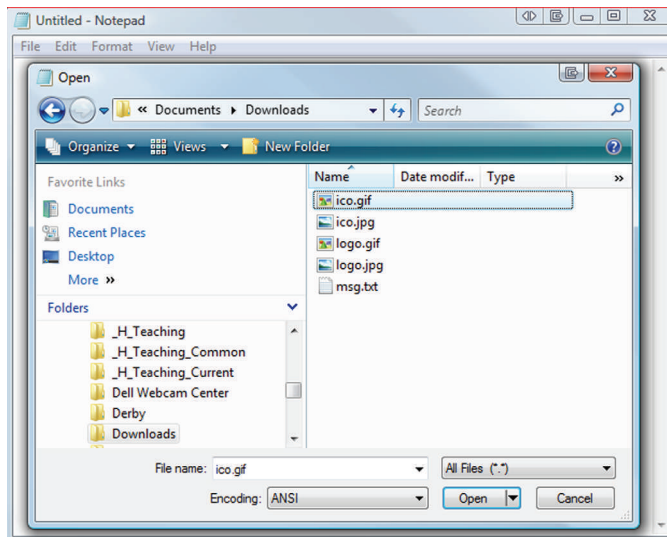 Untitled - Notepad
File Edit Format View Help
Open
« Documents Downloads
Search
Organize Views New Folder
Favorite Links
Documents
Recent Places
Desktop
More »
Folders
_H_Teaching
_H_Teaching_Common
_H_Teaching_Current
Dell Webcam Center
Derby
Downloads
Name Date modif... Type »
ico.gif
ico.jpg
logo.gif
logo.jpg
msg.txt
File name: ico.gif All Files (*.*)
Encoding: ANSI Open Cancel